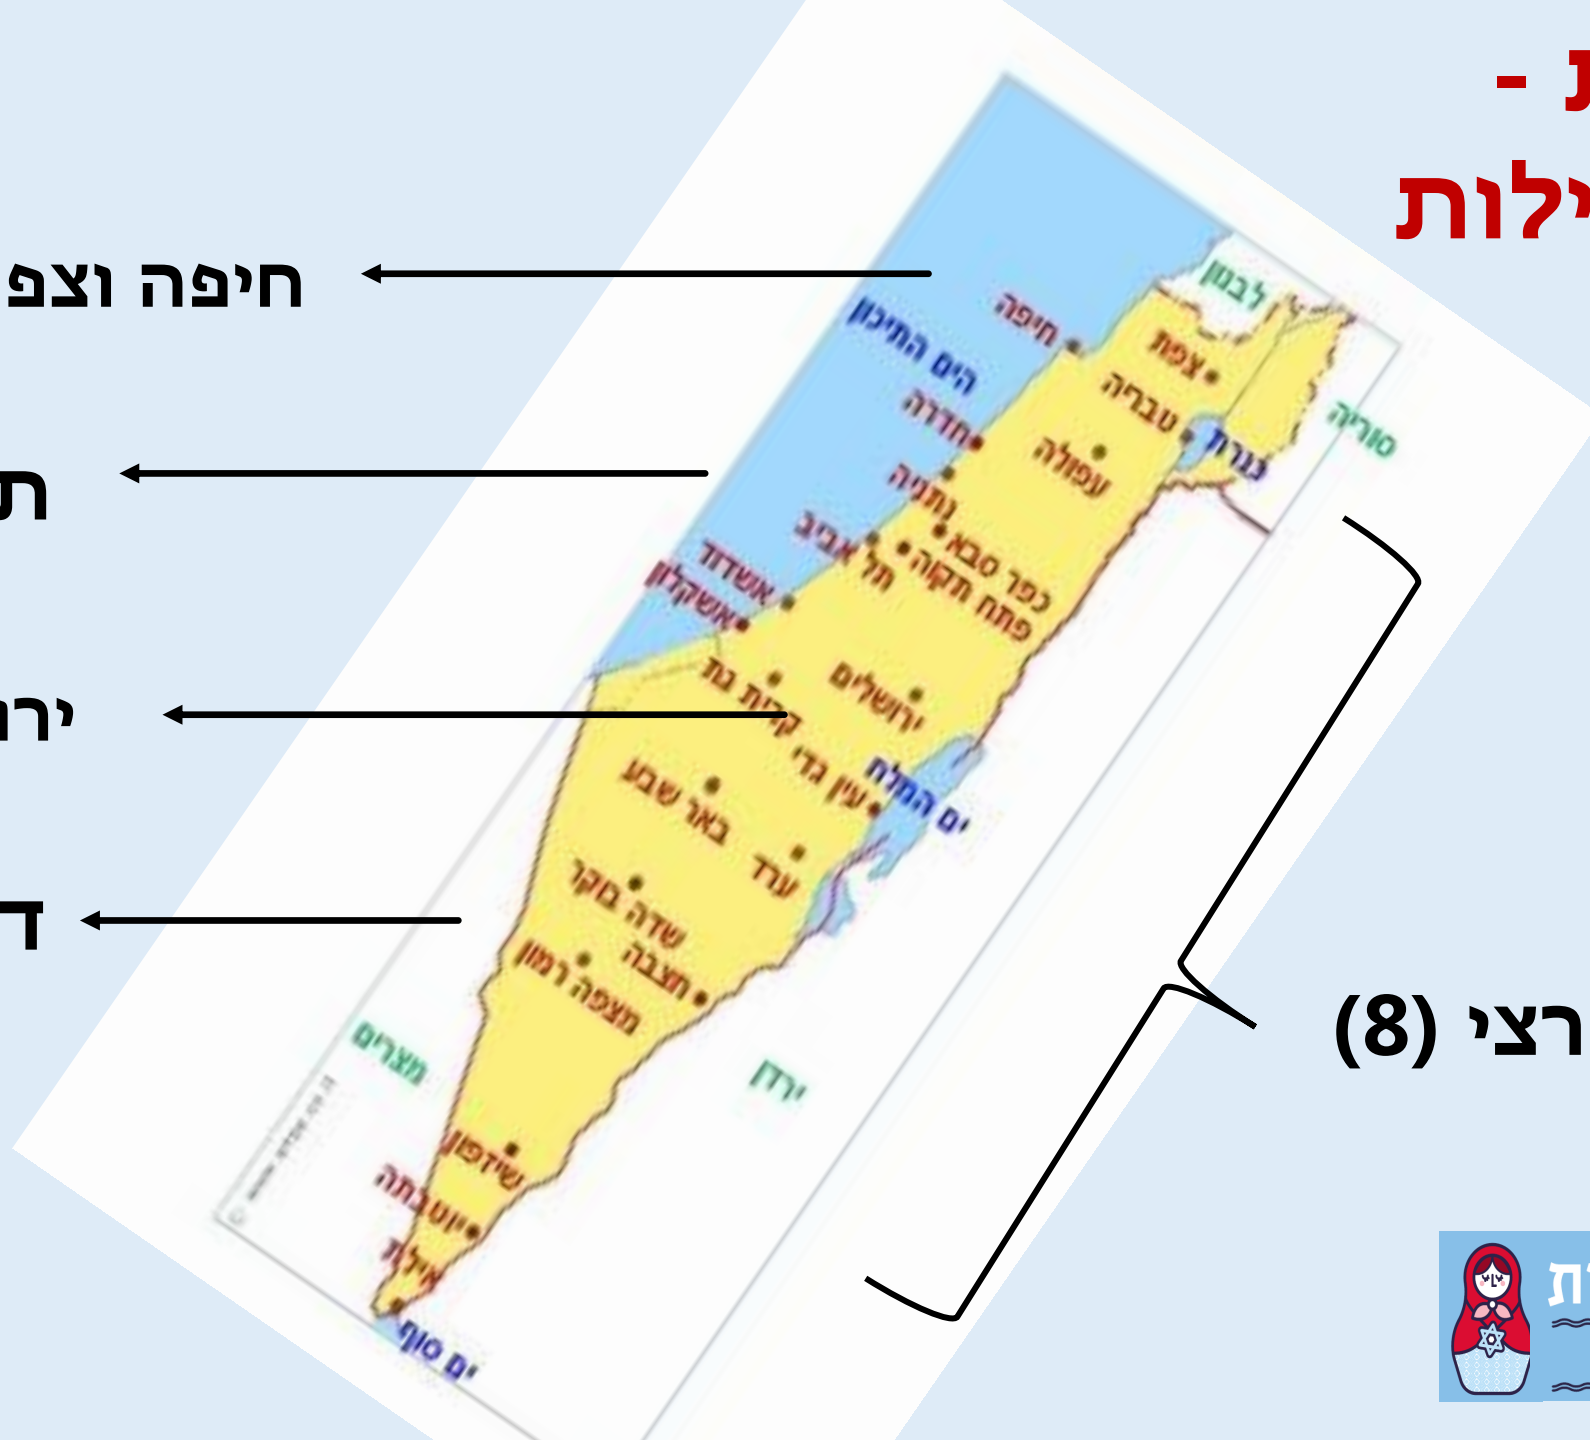 ת -
ילות
חיפה וצפ
ת
ירו
ד
רצי (8)
לבנון
סוריה
חיפה
צפת
הים התיכון
טבריה
כנרת
חדרה
עפולה
נתניה
כפר סבא
תל אביב
פתח תקוה
אשדוד
אשקלון
קרית גת
ירושלים
עין גדי
ים המלח
באר שבע
ערד
שדה בוקר
חצבה
מצפה רמון
מצרים
ירדן
שיזפון
יוטבתה
אילת
ים סוף